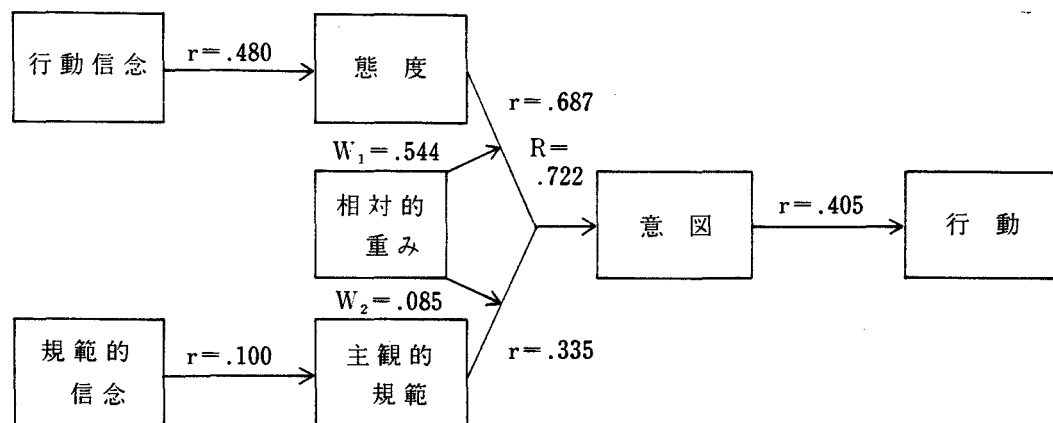 行動信念
r=.480
態度
r=.687
W₁=.544
R=
.722
相対的
重み
意図
r=.405
行動
W₂=.085
規範的
信念
r=.100
主観的
規範
r=.335